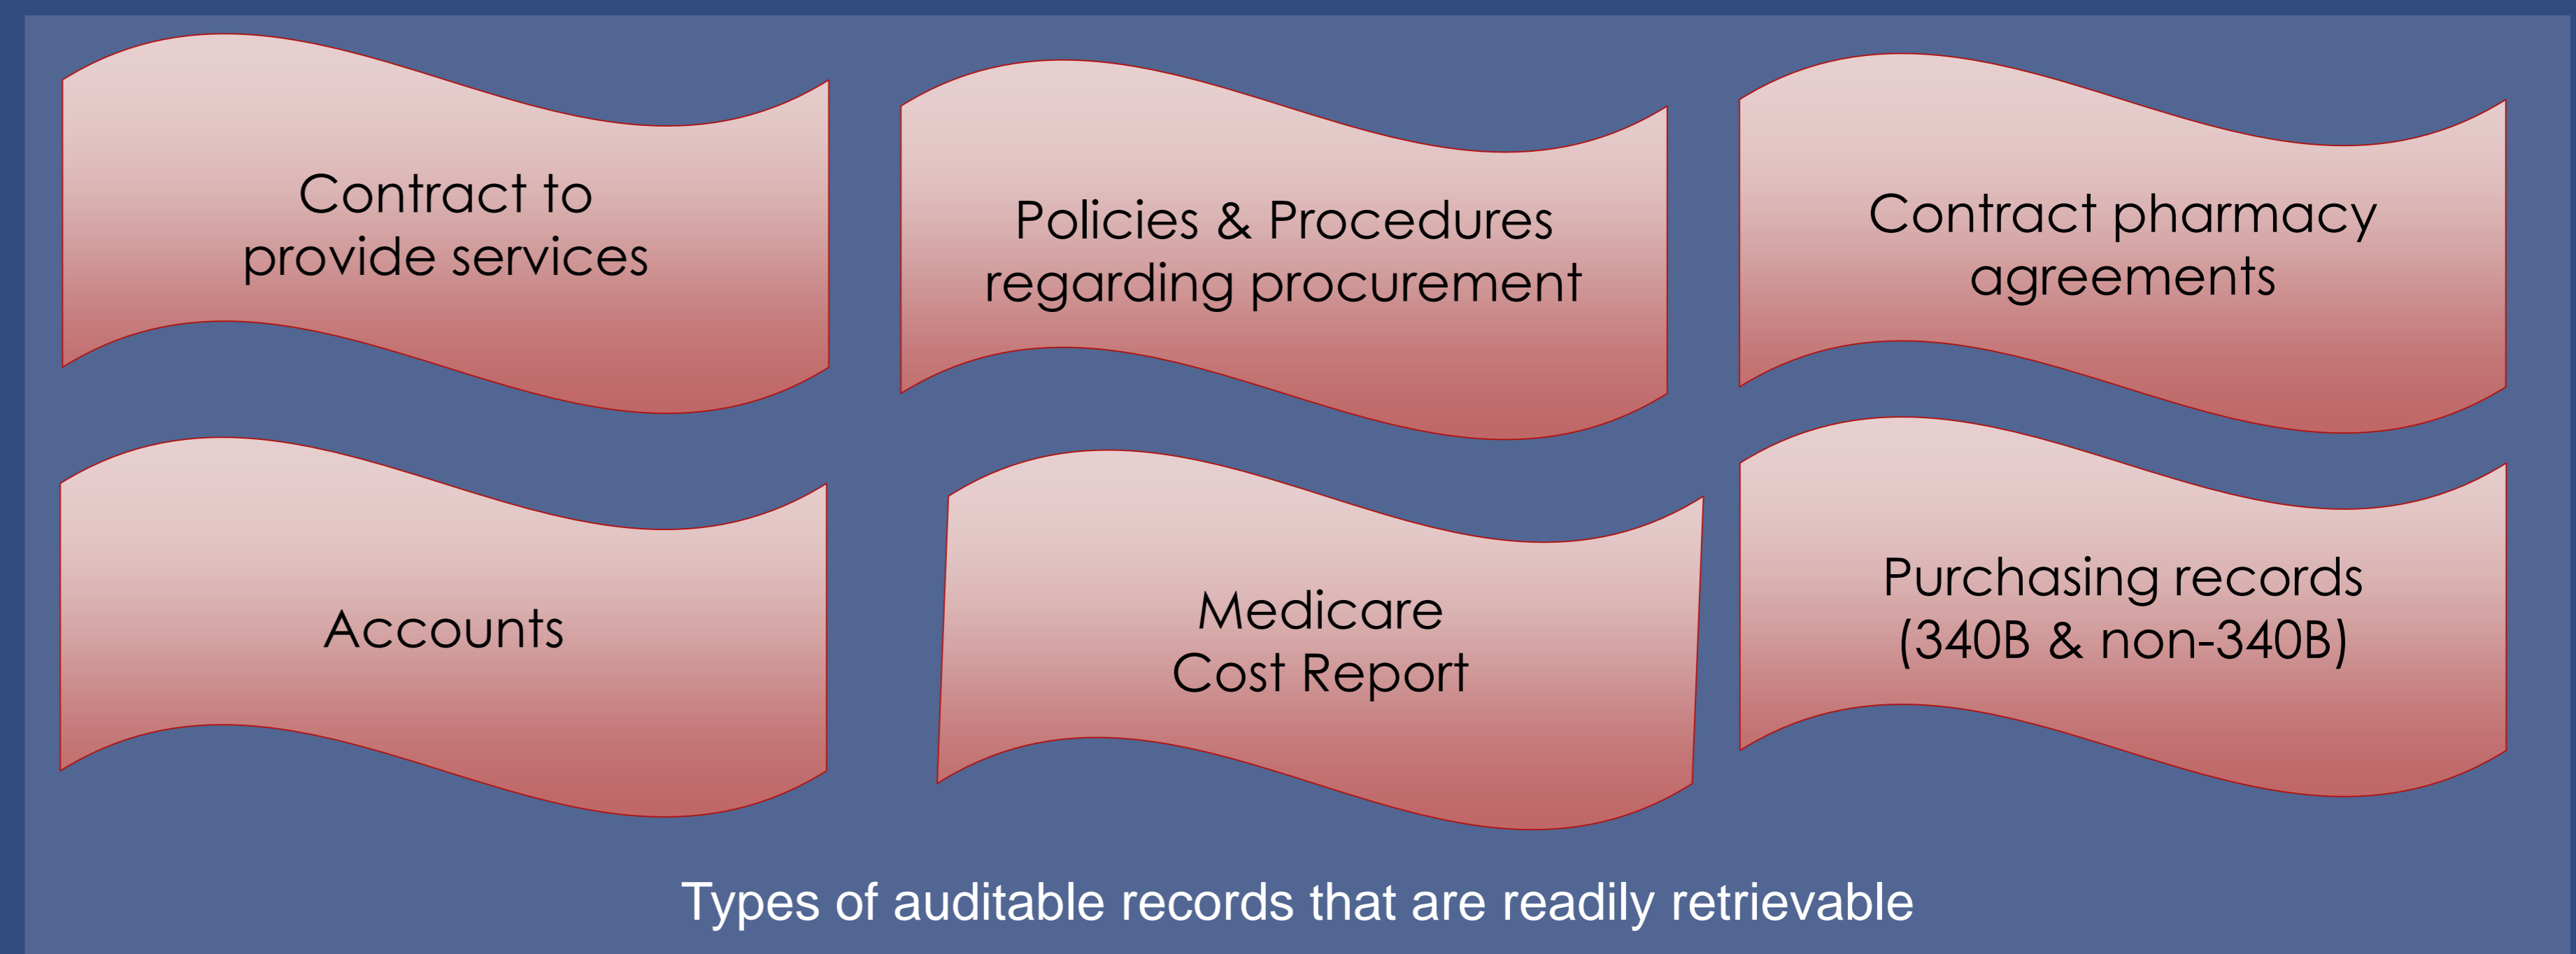 Contract to
provide services
Policies & Procedures
regarding procurement
Contract pharmacy
agreements
Accounts
Medicare
Cost Report
Purchasing records
(340B & non-340B)
Types of auditable records that are readily retrievable